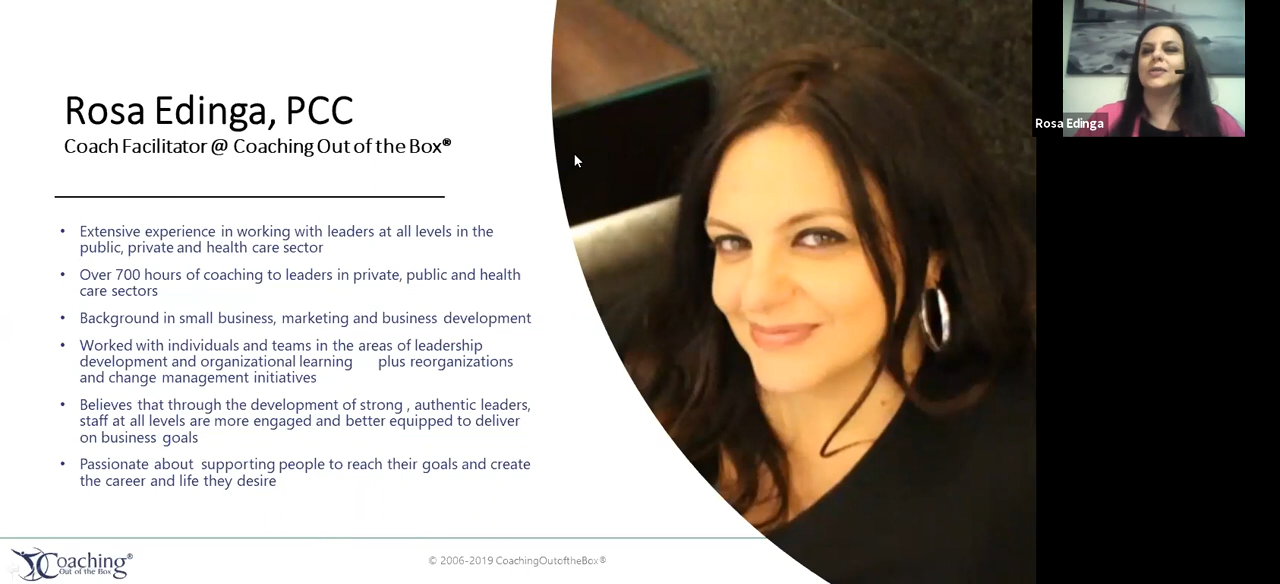 Rosa Edinga, PCC
Coach Facilitator @ Coaching Out of the Box®
• Extensive experience in working with leaders at all levels in the
public, private and health care sector
• Over 700 hours of coaching to leaders in private, public and health
care sectors
• Background in small business, marketing and business development
• Worked with individuals and teams in the areas of leadership
development and organizational learning plus reorganizations
and change management initiatives
• Believes that through the development of strong , authentic leaders,
staff at all levels are more engaged and better equipped to deliver
on business goals
• Passionate about supporting people to reach their goals and create
the career and life they desire
Coaching®
Out of the Box
© 2006-2019 CoachingOutoftheBox®
Rosa Edinga